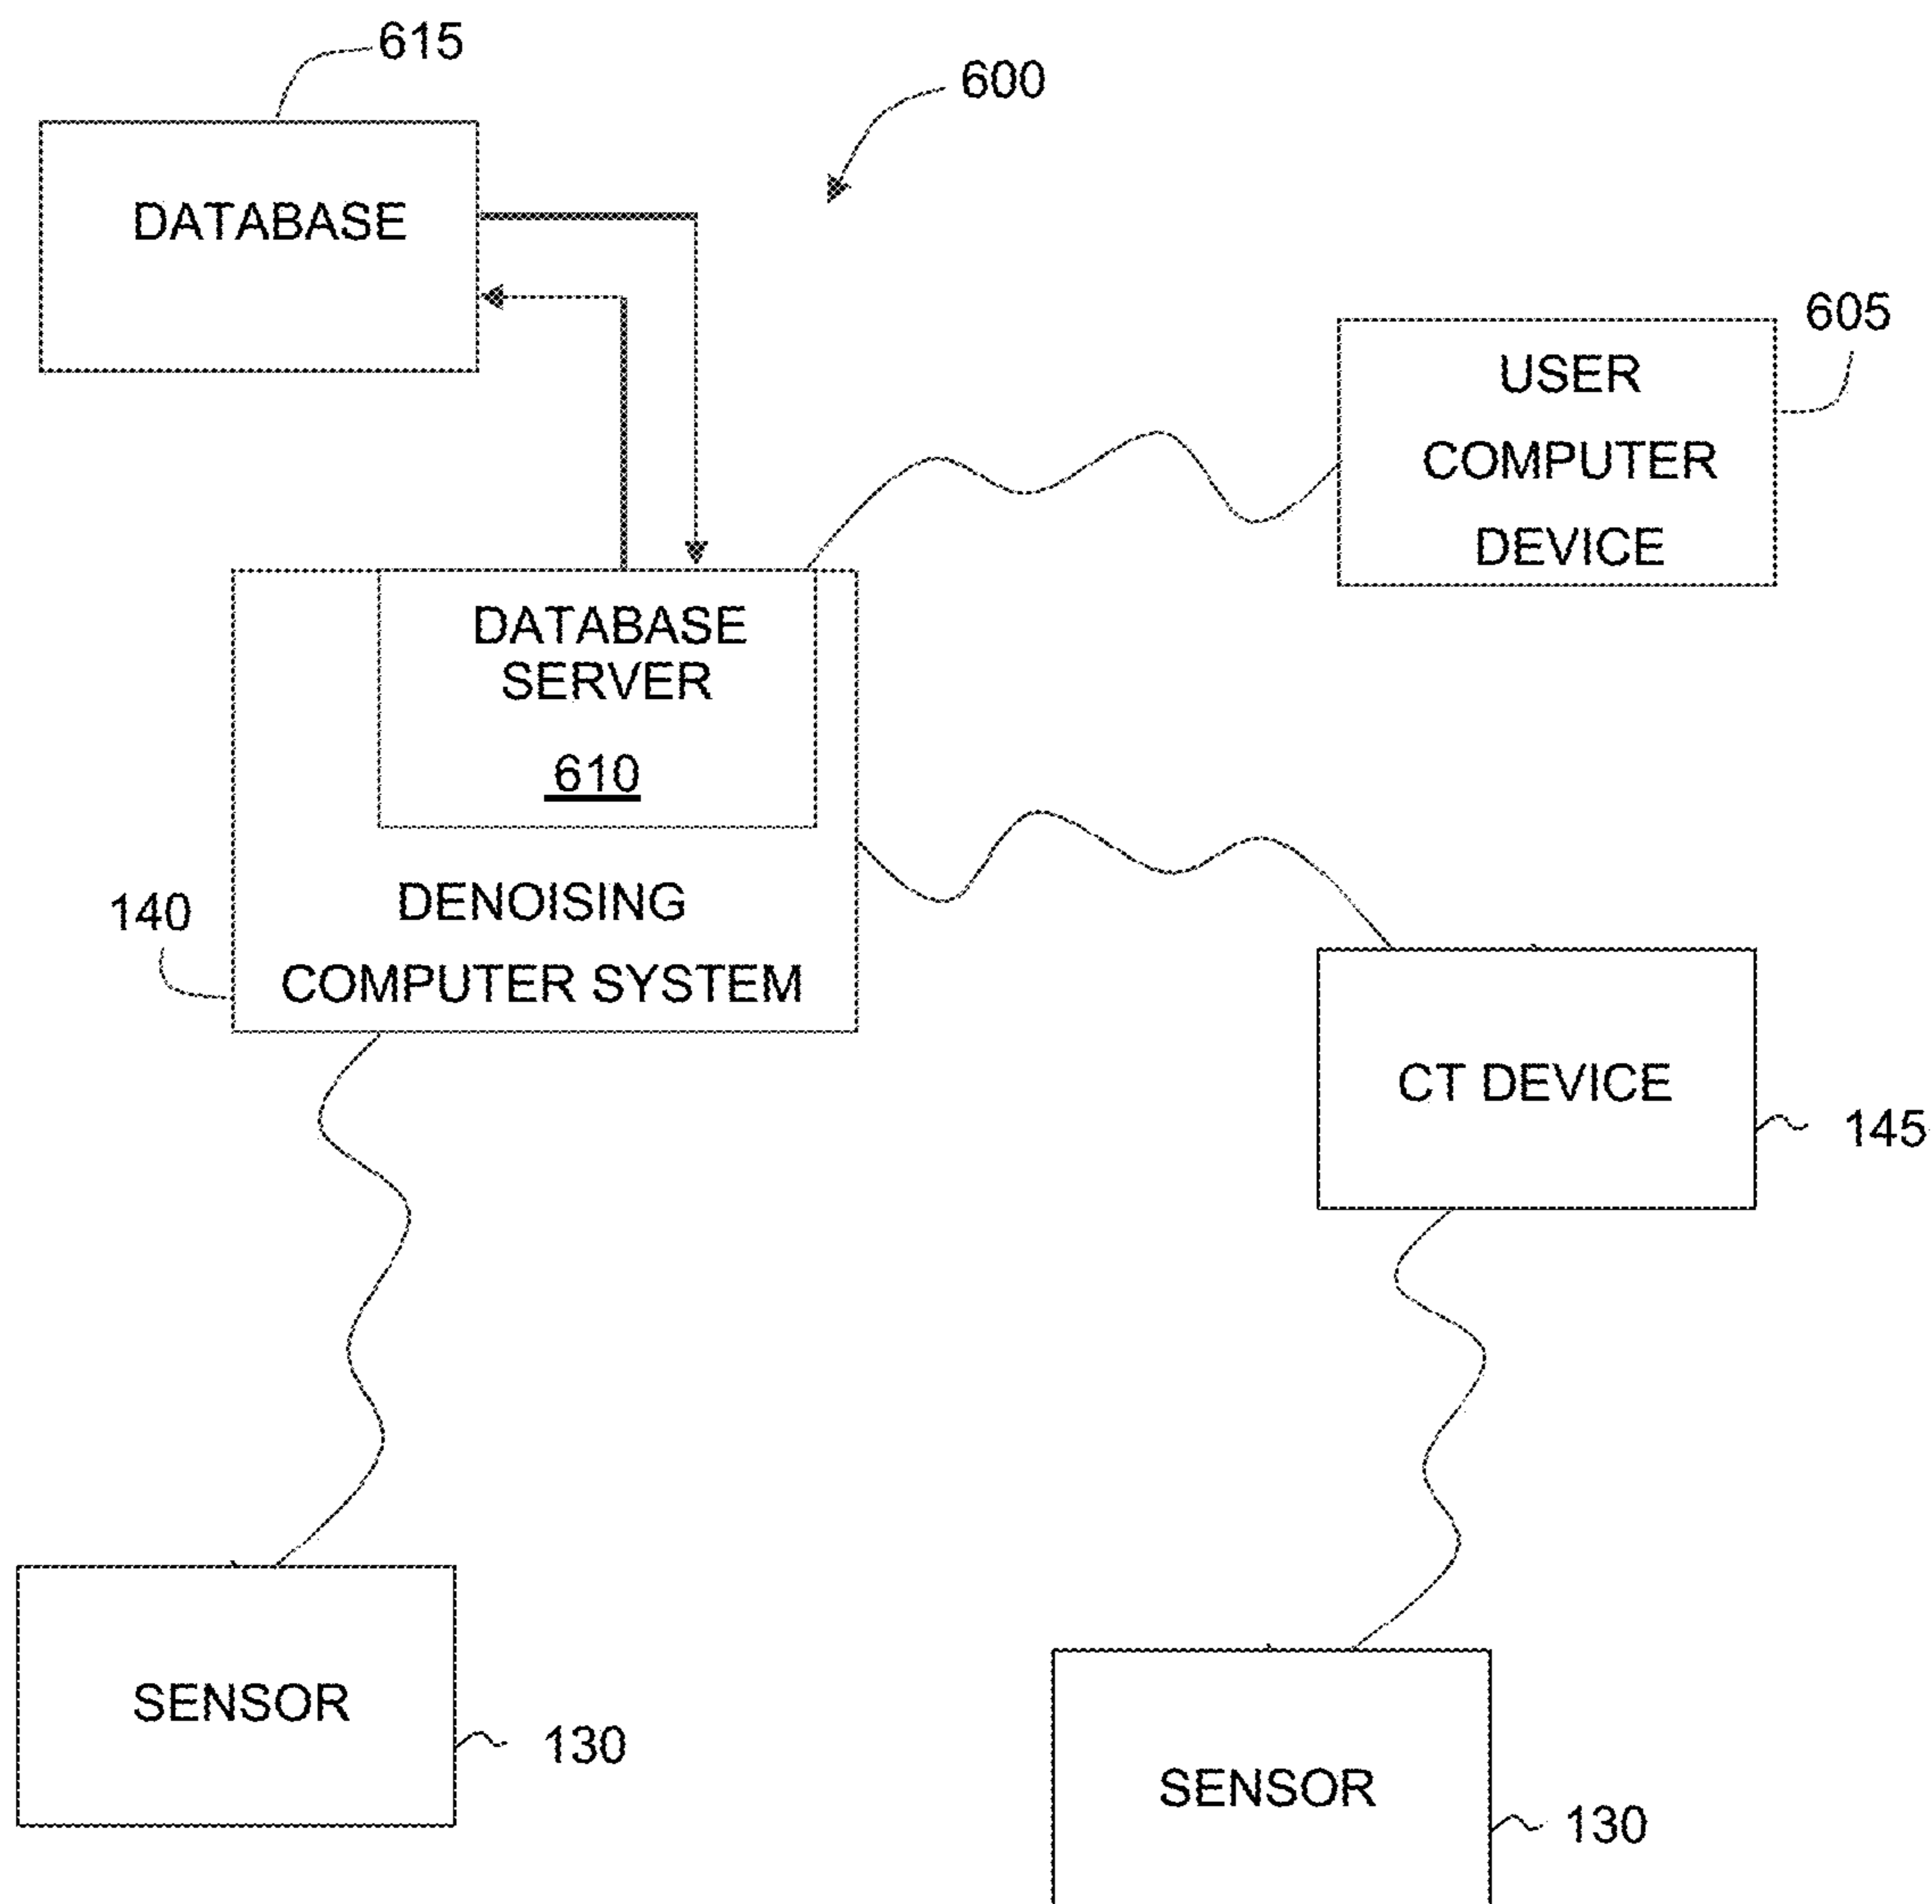 615
600
DATABASE
605
USER
COMPUTER
DEVICE
DATABASE
SERVER
610
140
DENOISING
COMPUTER SYSTEM
CT DEVICE
145
SENSOR
130
SENSOR
130